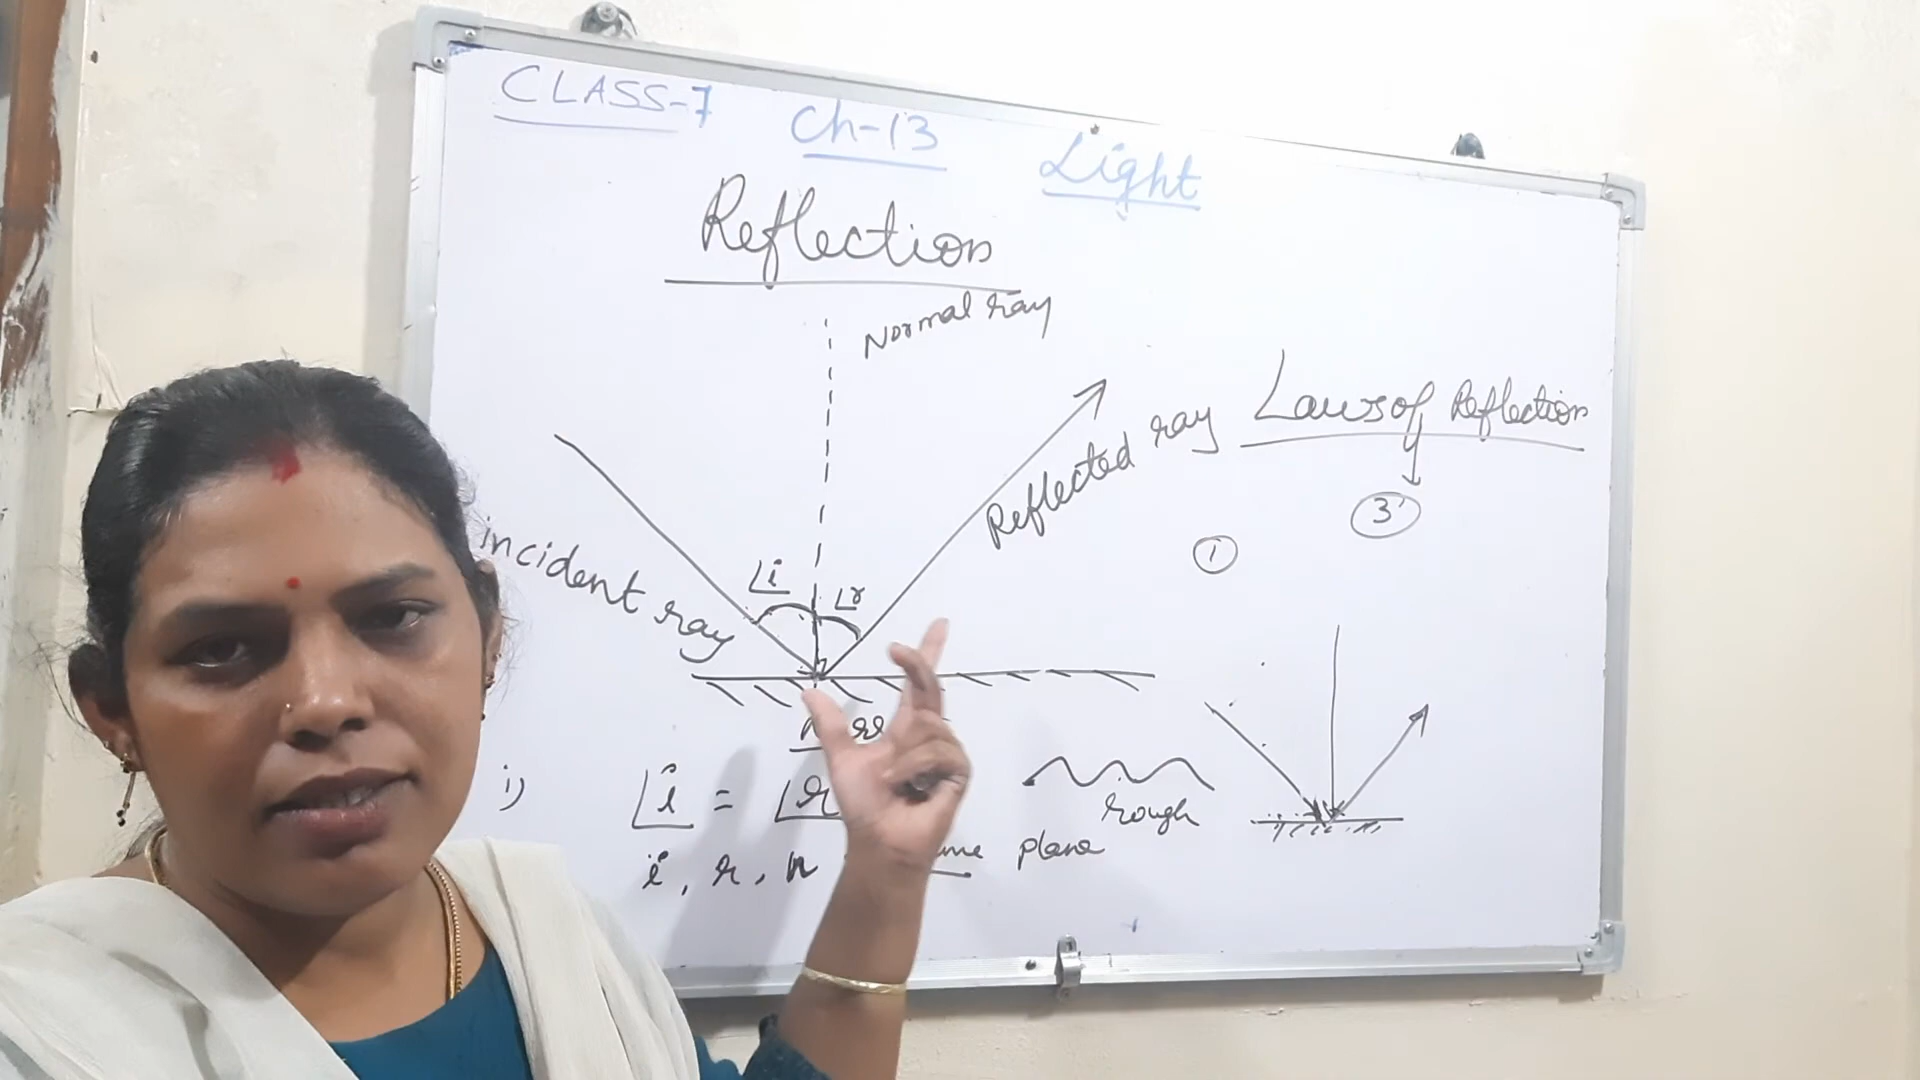 CLASS-7 Ch-13 Light
Reflection
Normal ray
Reflected ray
Laws of Reflection
3
1
incident ray
∠i ∠r
i) ∠i = ∠r
rough
i, r, n plane